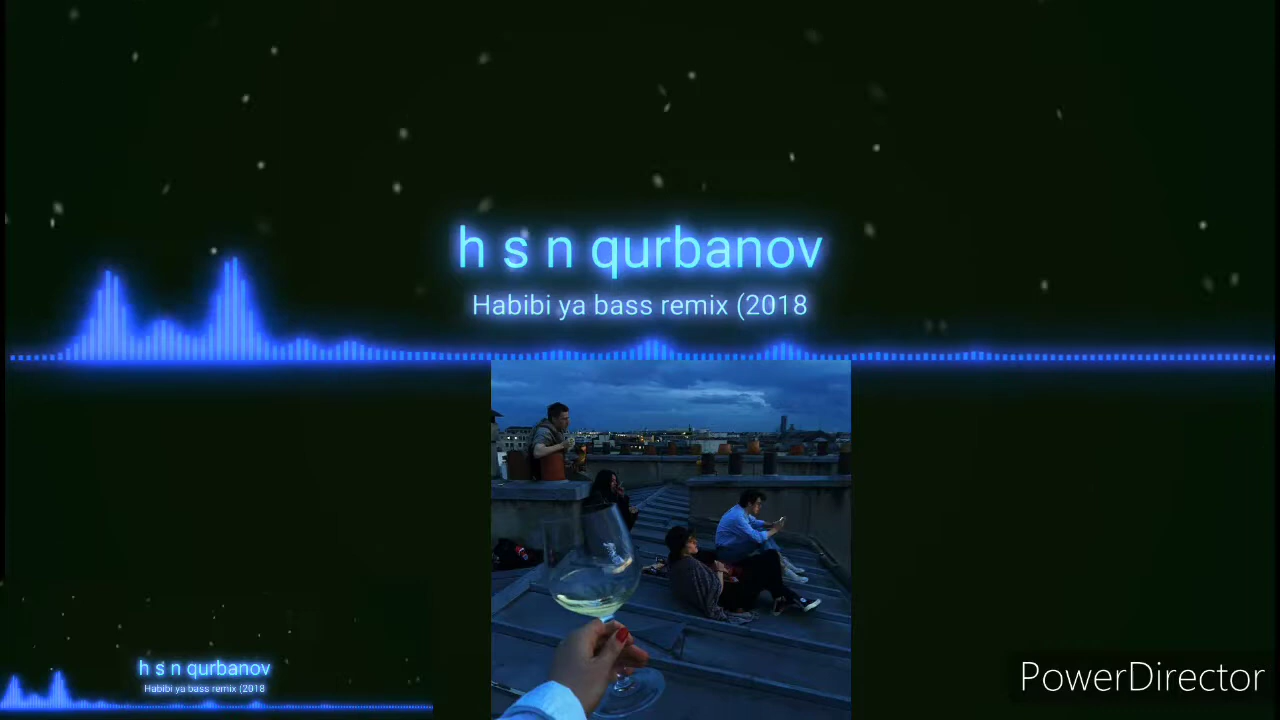 h s n qurbanov
Habibi ya bass remix (2018
h s n qurbanov
Habibi ya bass remix (2018
PowerDirector